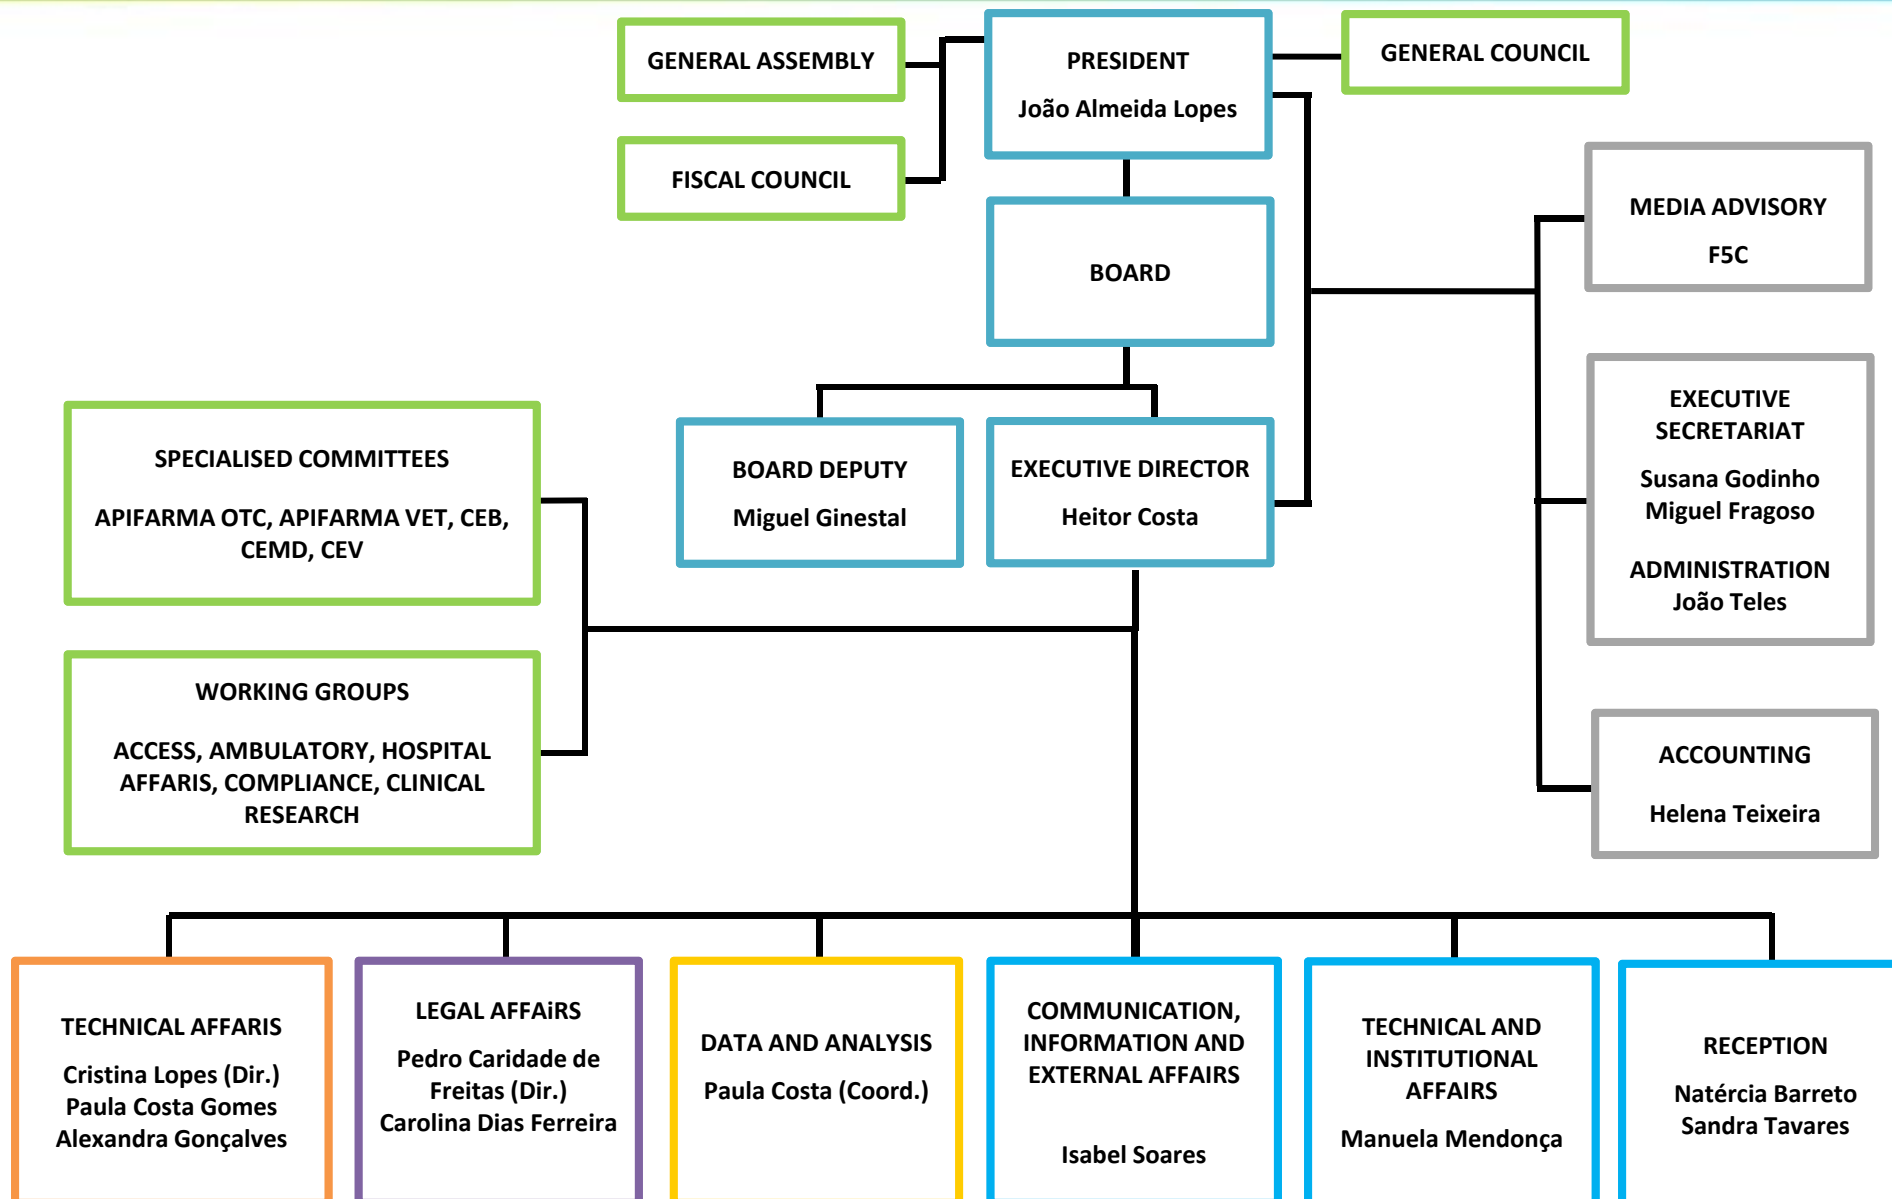 GENERAL ASSEMBLY
PRESIDENT
João Almeida Lopes
GENERAL COUNCIL
FISCAL COUNCIL
MEDIA ADVISORY
F5C
BOARD
BOARD DEPUTY
Miguel Ginestal
EXECUTIVE DIRECTOR
Heitor Costa
EXECUTIVE
SECRETARIAT
Susana Godinho
Miguel Fragoso
ADMINISTRATION
João Teles
SPECIALISED COMMITTEES
APIFARMA OTC, APIFARMA VET, CEB,
CEMD, CEV
WORKING GROUPS
ACCESS, AMBULATORY, HOSPITAL
AFFARIS, COMPLIANCE, CLINICAL
RESEARCH
ACCOUNTING
Helena Teixeira
TECHNICAL AFFARIS
Cristina Lopes (Dir.)
Paula Costa Gomes
Alexandra Gonçalves
LEGAL AFFAiRS
Pedro Caridade de
Freitas (Dir.)
Carolina Dias Ferreira
DATA AND ANALYSIS
Paula Costa (Coord.)
COMMUNICATION,
INFORMATION AND
EXTERNAL AFFAIRS
Isabel Soares
TECHNICAL AND
INSTITUTIONAL
AFFAIRS
Manuela Mendonça
RECEPTION
Natércia Barreto
Sandra Tavares